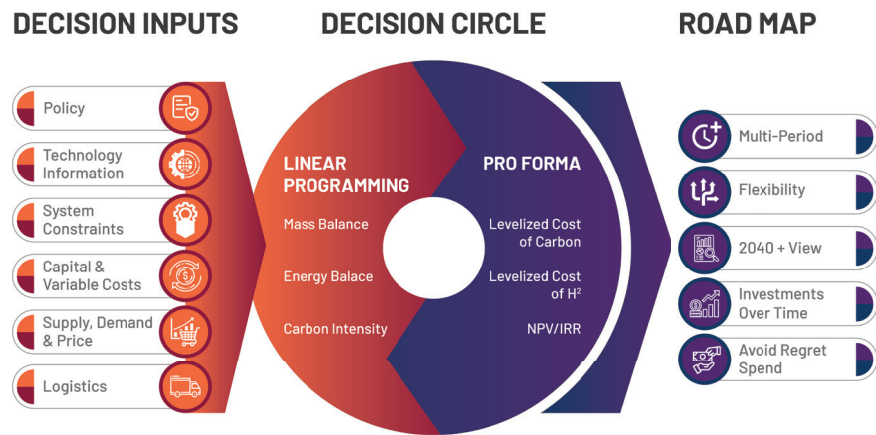 DECISION INPUTS
DECISION CIRCLE
ROAD MAP
Policy
Technology
Information
System
Constraints
Capital &
Variable Costs
Supply, Demand
& Price
Logistics
LINEAR
PROGRAMMING
Mass Balance
Energy Balace
Carbon Intensity
PRO FORMA
Levelized Cost
of Carbon
Levelized Cost
of H²
NPV/IRR
Multi-Period
Flexibility
2040 + View
Investments
Over Time
Avoid Regret
Spend